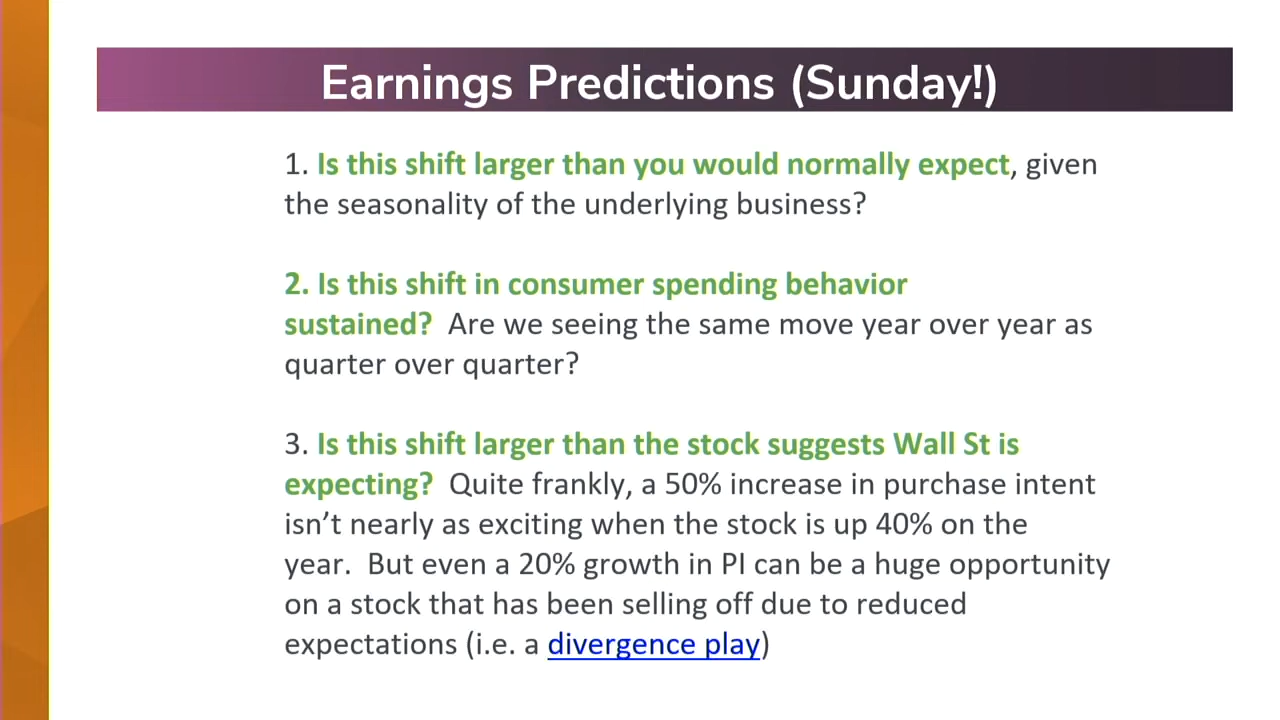 Earnings Predictions (Sunday!)
1. Is this shift larger than you would normally expect, given
the seasonality of the underlying business?
2. Is this shift in consumer spending behavior
sustained?  Are we seeing the same move year over year as
quarter over quarter?
3. Is this shift larger than the stock suggests Wall St is
expecting?  Quite frankly, a 50% increase in purchase intent
isn’t nearly as exciting when the stock is up 40% on the
year.  But even a 20% growth in PI can be a huge opportunity
on a stock that has been selling off due to reduced
expectations (i.e. a divergence play)